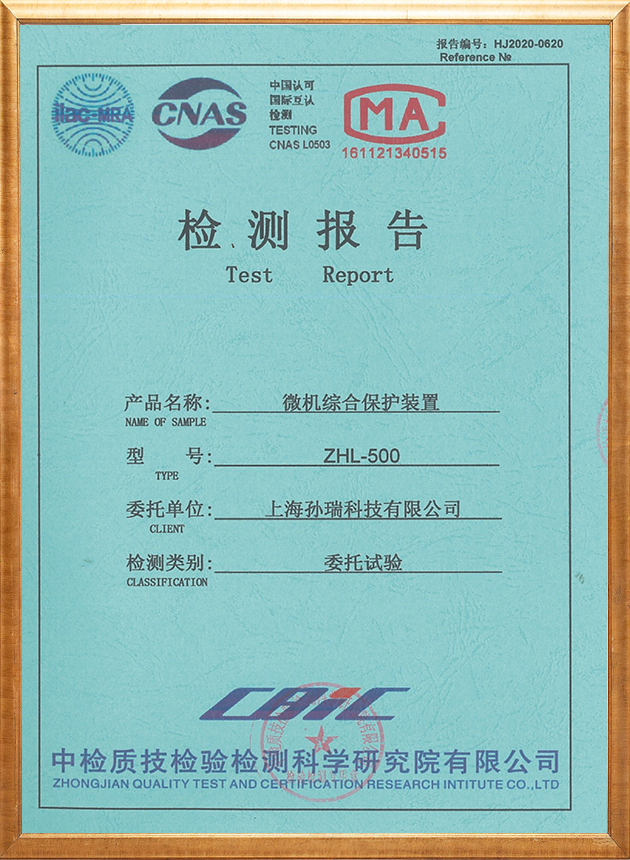 报告编号：HJ2020-0620
Reference №
ilac-MRA
CNAS
中国认可
国际互认
检测
TESTING
CNAS L0503
MA
161121340515
检测报告
Test Report
产品名称: 微机综合保护装置
NAME OF SAMPLE
型 号: ZHL-500
TYPE
委托单位: 上海孙瑞科技有限公司
CLIENT
检测类别: 委托试验
CLASSIFICATION
中检质技检验检测科学研究院有限公司
ZHONGJIAN QUALITY TEST AND CERTIFICATION RESEARCH INTITUTE CO.,LTD